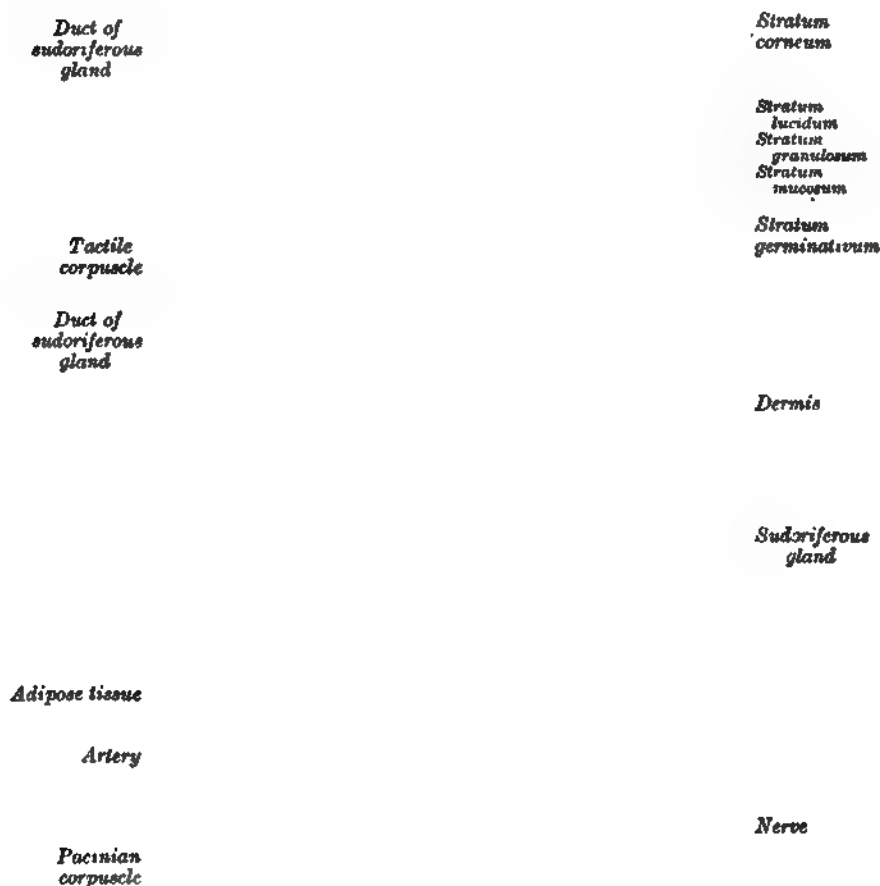 Duct of
sudoriferous
gland
Tactile
corpuscle
Duct of
sudoriferous
gland
Adipose tissue
Artery
Pacinian
corpuscle
Stratum
corneum
Stratum
lucidum
Stratum
granulosum
Stratum
mucosum
Stratum
germinativum
Dermis
Sudoriferous
gland
Nerve